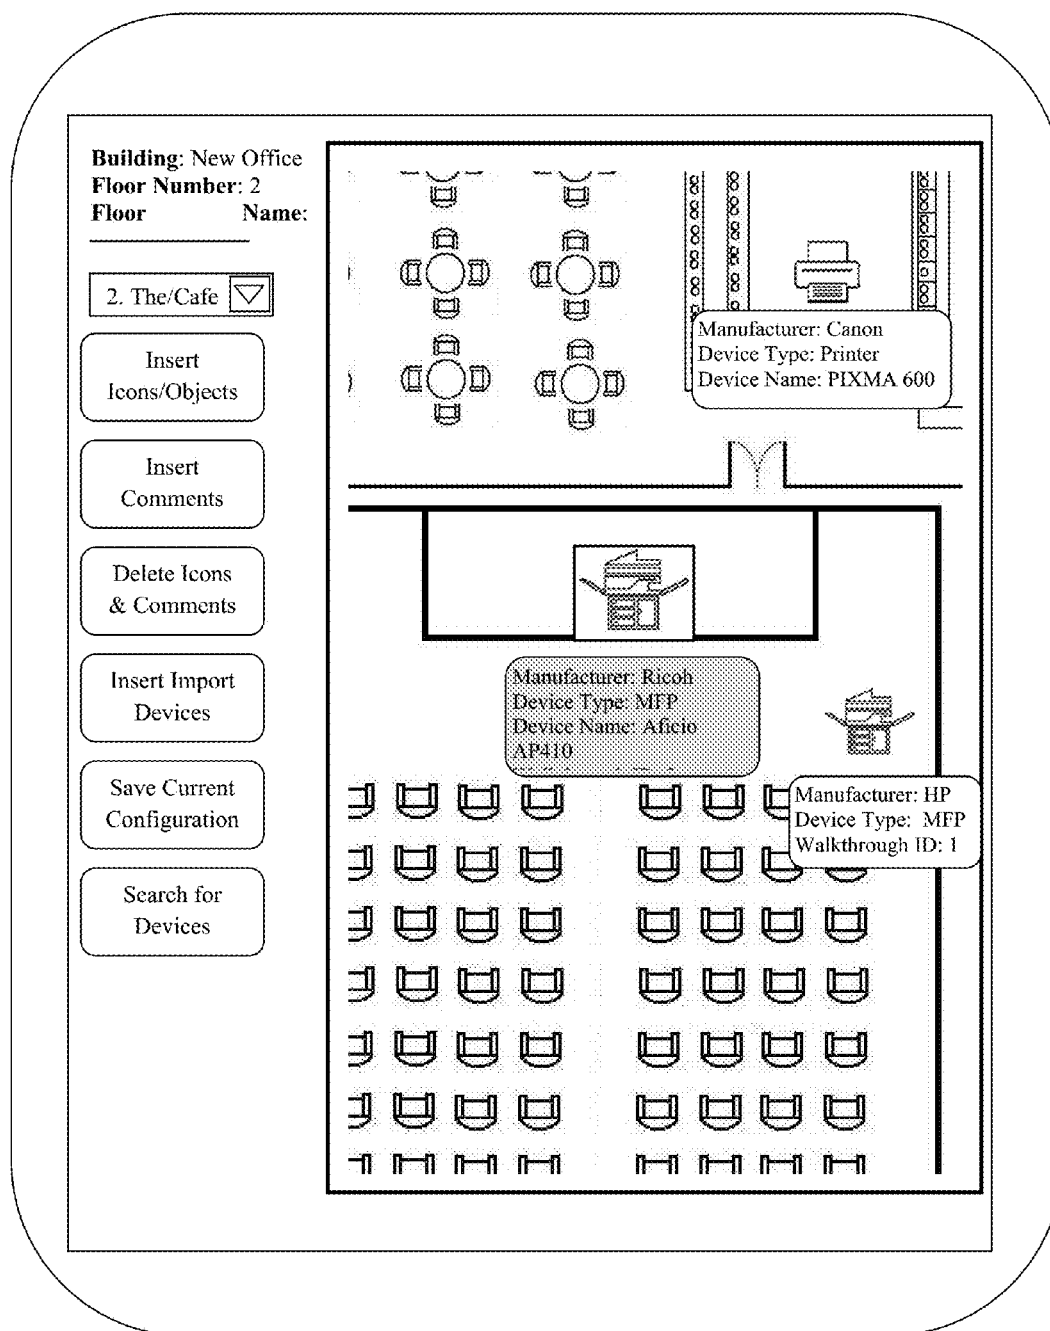 Building: New Office
Floor Number: 2
Floor Name:
2. The/Cafe
Insert
Icons/Objects
Insert
Comments
Delete Icons
& Comments
Insert Import
Devices
Save Current
Configuration
Search for
Devices
Manufacturer: Canon
Device Type: Printer
Device Name: PIXMA 600
Manufacturer: Ricoh
Device Type: MFP
Device Name: Aficio
AP410
Manufacturer: HP
Device Type: MFP
Walkthrough ID: 1